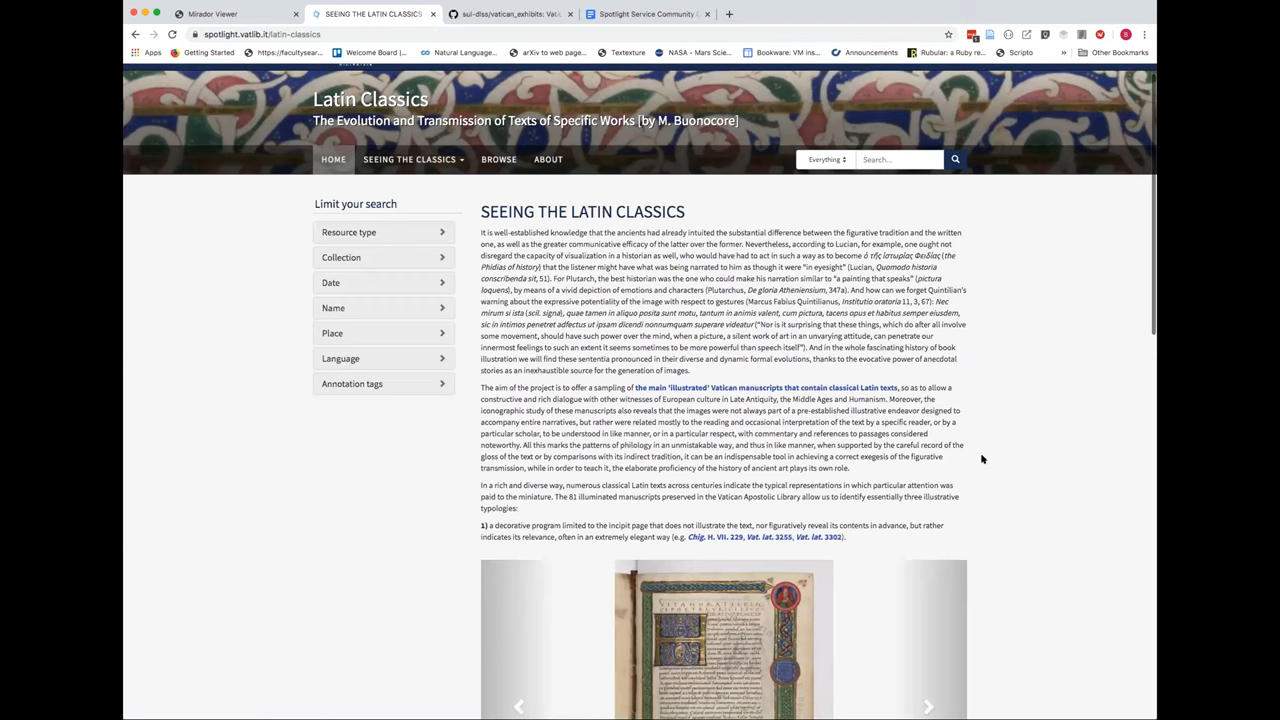 Mirador Viewer
SEEING THE LATIN CLASSICS
sul-dlss/vatican_exhibits: Vati
Spotlight Service Community C
spotlight.vatlib.it/latin-classics
Apps
Getting Started
https://facultysear...
Welcome Board |...
Natural Language...
arXiv to web page...
Textexture
NASA - Mars Scie...
Bookware: VM ins...
Announcements
Rubular: a Ruby re...
Scripto
Other Bookmarks
Latin Classics
The Evolution and Transmission of Texts of Specific Works [by M. Buonocore]
HOME
SEEING THE CLASSICS
BROWSE
ABOUT
Everything
Search...
Limit your search
Resource type
Collection
Date
Name
Place
Language
Annotation tags
SEEING THE LATIN CLASSICS
It is well-established knowledge that the ancients had already intuited the substantial difference between the figurative tradition and the written
one, as well as the greater communicative efficacy of the latter over the former. Nevertheless, according to Lucian, for example, one ought not
disregard the capacity of visualization in a historian as well, who would have had to act in such a way as to become ὁ τῆς ἱστορίας Φειδίας (the
Phidias of history) that the listener might have what was being narrated to him as though it were “in eyesight” (Lucian, Quomodo historia
conscribenda sit, 51). For Plutarch, the best historian was the one who could make his narration similar to “a painting that speaks” (pictura
loquens), by means of a vivid depiction of emotions and characters (Plutarchus, De gloria Atheniensium, 347a). And how can we forget Quintilian’s
warning about the expressive potentiality of the image with respect to gestures (Marcus Fabius Quintilianus, Institutio oratoria 11, 3, 67): Nec
mirum si ista (scil. signa), quae tamen in aliquo posita sunt motu, tantum in animis valent, cum pictura, tacens opus et habitus semper eiusdem,
sic in intimos penetret adfectus ut ipsam dicendi nonnumquam superare videatur (“Nor is it surprising that these things, which do after all involve
some movement, should have such power over the mind, when a picture, a silent work of art in an unvarying attitude, can penetrate our
innermost feelings to such an extent it seems sometimes to be more powerful than speech itself”). And in the whole fascinating history of book
illustration we will find these sententia pronounced in their diverse and dynamic formal evolutions, thanks to the evocative power of anecdotal
stories as an inexhaustible source for the generation of images.
The aim of the project is to offer a sampling of the main 'illustrated' Vatican manuscripts that contain classical Latin texts, so as to allow a
constructive and rich dialogue with other witnesses of European culture in Late Antiquity, the Middle Ages and Humanism. Moreover, the
iconographic study of these manuscripts also reveals that the images were not always part of a pre-established illustrative endeavor designed to
accompany entire narratives, but rather were related mostly to the reading and occasional interpretation of the text by a specific reader, or by a
particular scholar, to be understood in like manner, or in a particular respect, with commentary and references to passages considered
noteworthy. All this marks the patterns of philology in an unmistakable way, and thus in like manner, when supported by the careful record of the
gloss of the text or by comparisons with its indirect tradition, it can be an indispensable tool in achieving a correct exegesis of the figurative
transmission, while in order to teach it, the elaborate proficiency of the history of ancient art plays its own role.
In a rich and diverse way, numerous classical Latin texts across centuries indicate the typical representations in which particular attention was
paid to the miniature. The 81 illuminated manuscripts preserved in the Vatican Apostolic Library allow us to identify essentially three illustrative
typologies:
1) a decorative program limited to the incipit page that does not illustrate the text, nor figuratively reveal its contents in advance, but rather
indicates its relevance, often in an extremely elegant way (e.g. Chig. H. VII. 229, Vat. lat. 3255, Vat. lat. 3302).